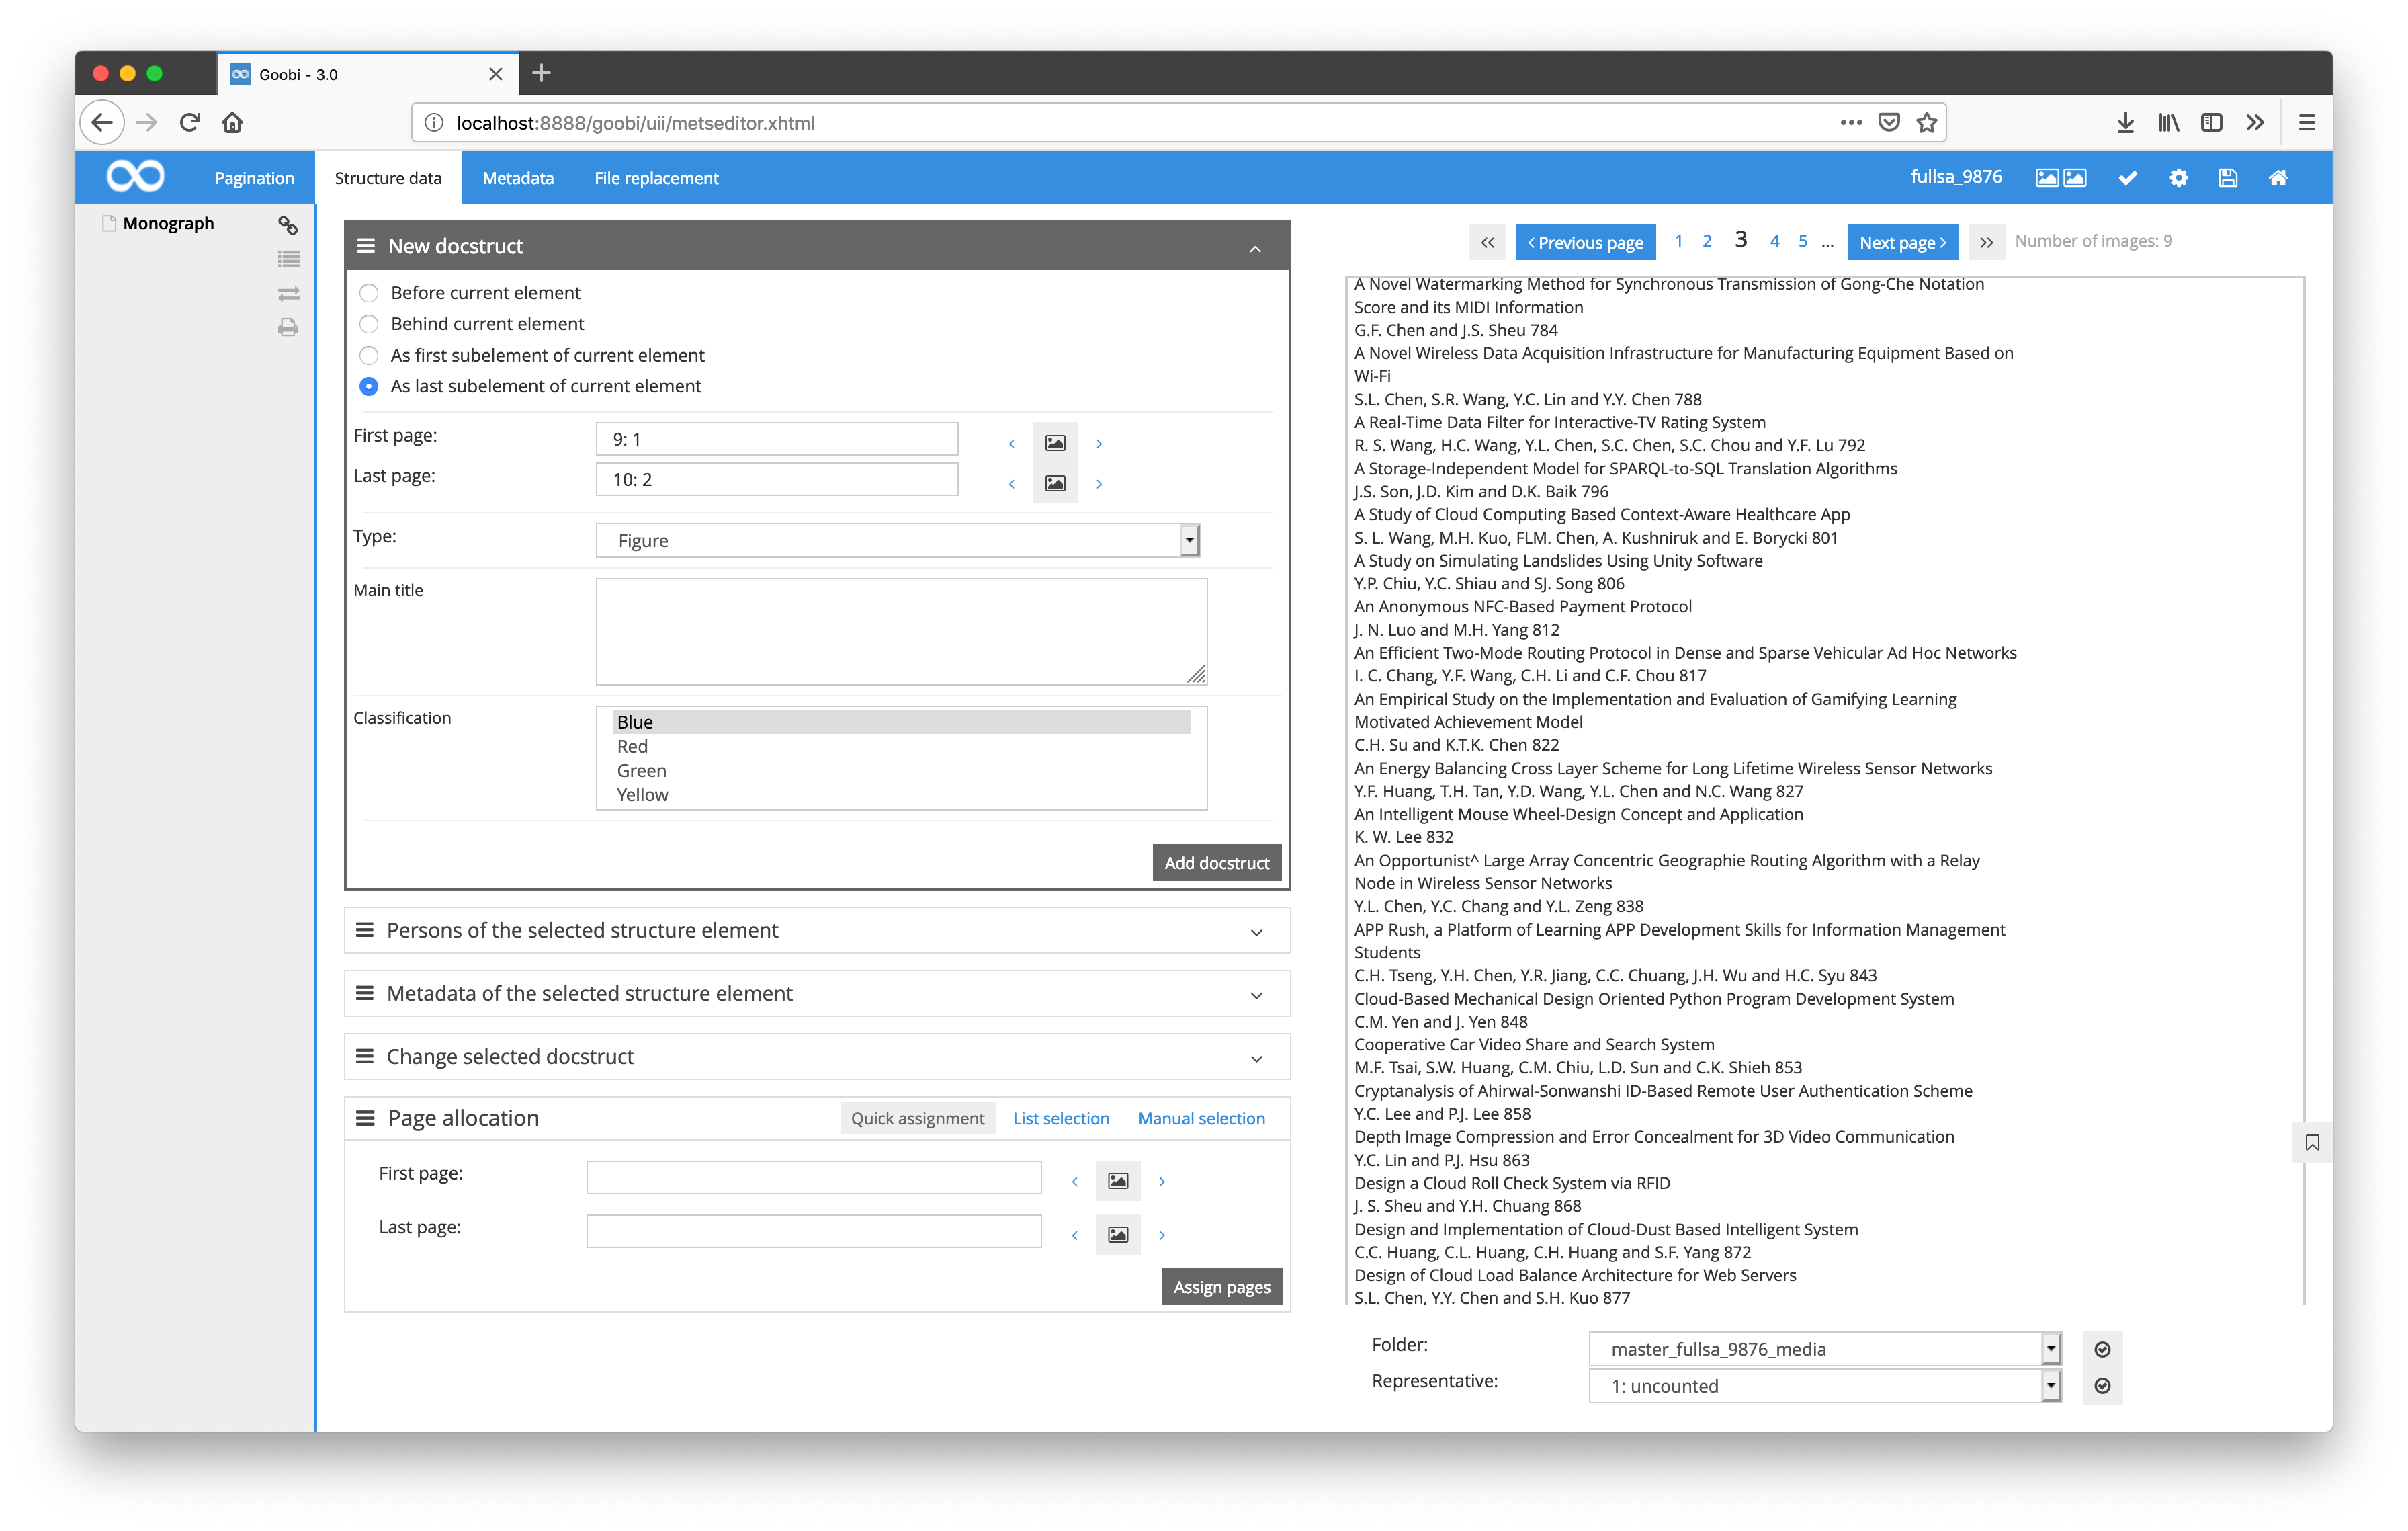 Goobi - 3.0
localhost:8888/goobi/uii/metseditor.xhtml
Pagination
Structure data
Metadata
File replacement
fullsa_9876
Monograph
New docstruct
Before current element
Behind current element
As first subelement of current element
As last subelement of current element
First page:
9: 1
Last page:
10: 2
Type:
Figure
Main title
Classification
Blue
Red
Green
Yellow
Add docstruct
Persons of the selected structure element
Metadata of the selected structure element
Change selected docstruct
Page allocation
Quick assignment
List selection
Manual selection
First page:
Last page:
Assign pages
« ‹ Previous page 1 2 3 4 5 ... Next page › » Number of images: 9
A Novel Watermarking Method for Synchronous Transmission of Gong-Che Notation
Score and its MIDI Information
G.F. Chen and J.S. Sheu 784
A Novel Wireless Data Acquisition Infrastructure for Manufacturing Equipment Based on
Wi-Fi
S.L. Chen, S.R. Wang, Y.C. Lin and Y.Y. Chen 788
A Real-Time Data Filter for Interactive-TV Rating System
R. S. Wang, H.C. Wang, Y.L. Chen, S.C. Chen, S.C. Chou and Y.F. Lu 792
A Storage-Independent Model for SPARQL-to-SQL Translation Algorithms
J.S. Son, J.D. Kim and D.K. Baik 796
A Study of Cloud Computing Based Context-Aware Healthcare App
S. L. Wang, M.H. Kuo, FLM. Chen, A. Kushniruk and E. Borycki 801
A Study on Simulating Landslides Using Unity Software
Y.P. Chiu, Y.C. Shiau and SJ. Song 806
An Anonymous NFC-Based Payment Protocol
J. N. Luo and M.H. Yang 812
An Efficient Two-Mode Routing Protocol in Dense and Sparse Vehicular Ad Hoc Networks
I. C. Chang, Y.F. Wang, C.H. Li and C.F. Chou 817
An Empirical Study on the Implementation and Evaluation of Gamifying Learning
Motivated Achievement Model
C.H. Su and K.T.K. Chen 822
An Energy Balancing Cross Layer Scheme for Long Lifetime Wireless Sensor Networks
Y.F. Huang, T.H. Tan, Y.D. Wang, Y.L. Chen and N.C. Wang 827
An Intelligent Mouse Wheel-Design Concept and Application
K. W. Lee 832
An Opportunist^ Large Array Concentric Geographie Routing Algorithm with a Relay
Node in Wireless Sensor Networks
Y.L. Chen, Y.C. Chang and Y.L. Zeng 838
APP Rush, a Platform of Learning APP Development Skills for Information Management
Students
C.H. Tseng, Y.H. Chen, Y.R. Jiang, C.C. Chuang, J.H. Wu and H.C. Syu 843
Cloud-Based Mechanical Design Oriented Python Program Development System
C.M. Yen and J. Yen 848
Cooperative Car Video Share and Search System
M.F. Tsai, S.W. Huang, C.M. Chiu, L.D. Sun and C.K. Shieh 853
Cryptanalysis of Ahirwal-Sonwanshi ID-Based Remote User Authentication Scheme
Y.C. Lee and P.J. Lee 858
Depth Image Compression and Error Concealment for 3D Video Communication
Y.C. Lin and P.J. Hsu 863
Design a Cloud Roll Check System via RFID
J. S. Sheu and Y.H. Chuang 868
Design and Implementation of Cloud-Dust Based Intelligent System
C.C. Huang, C.L. Huang, C.H. Huang and S.F. Yang 872
Design of Cloud Load Balance Architecture for Web Servers
S.L. Chen, Y.Y. Chen and S.H. Kuo 877
Folder:
master_fullsa_9876_media
Representative:
1: uncounted